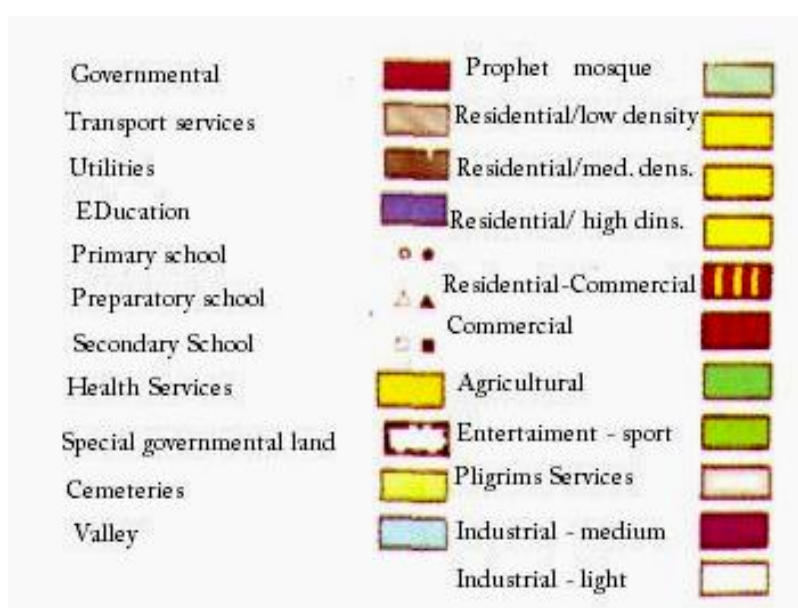 Governmental
Transport services
Utilities
EDucation
Primary school
Preparatory school
Secondary School
Health Services
Special governmental land
Cemeteries
Valley
Prophet mosque
Residential/low density
Residential/med. dens.
Residential/ high dins.
Residential-Commercial
Commercial
Agricultural
Entertaiment - sport
Pligrims Services
Industrial - medium
Industrial - light